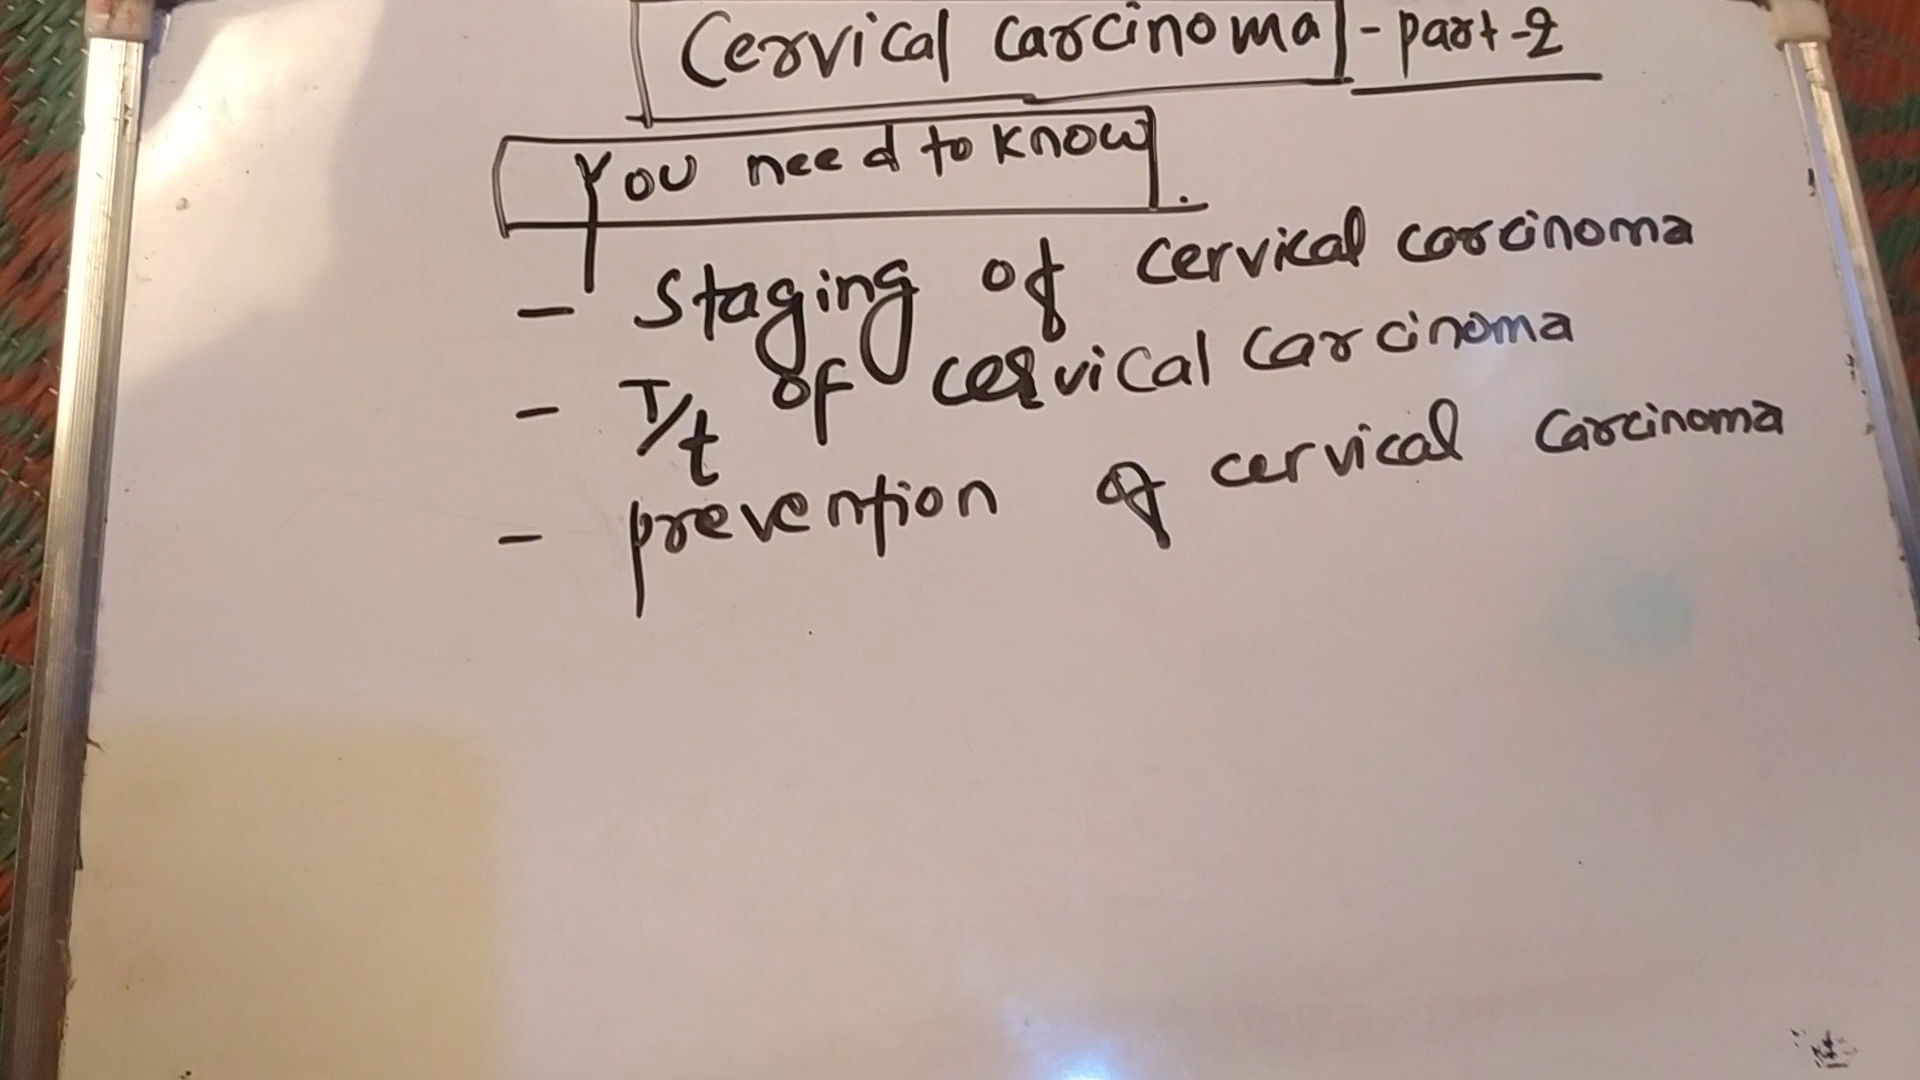 Cervical carcinoma - part-2
You need to know.
- Staging of cervical carcinoma
- T/t of cervical carcinoma
- prevention of cervical carcinoma